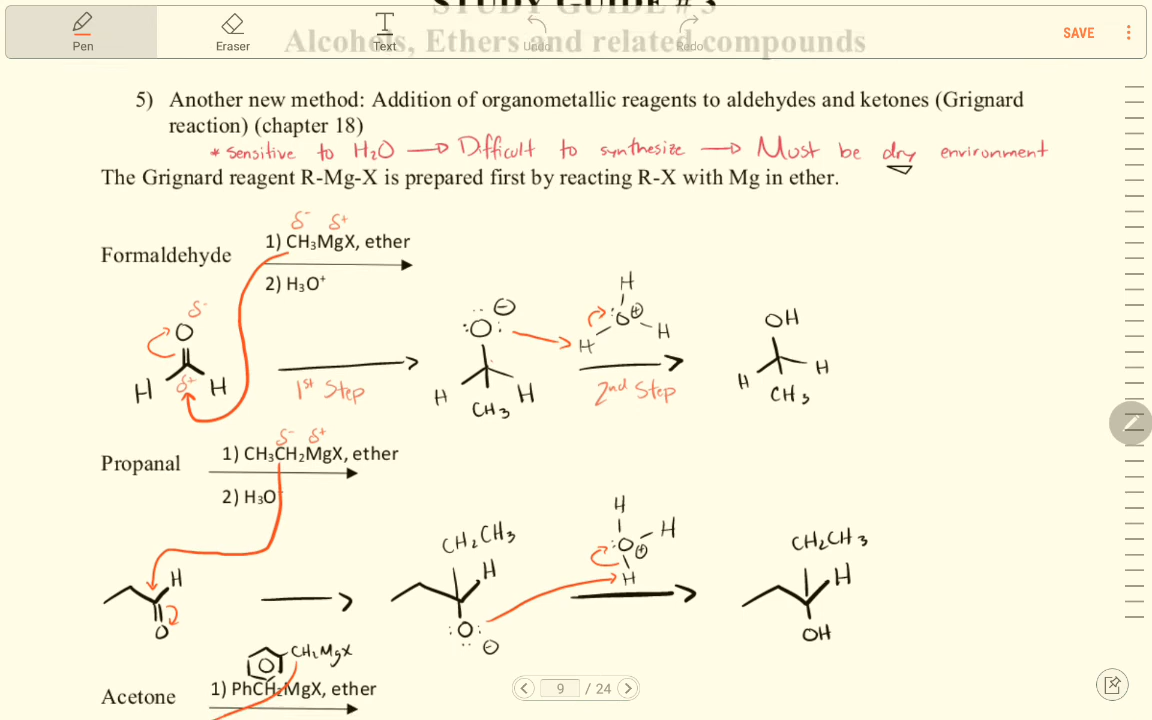 STUDY GUIDE # 3
Pen
Eraser
Text
Undo
Redo
SAVE
Alcohols, Ethers and related compounds
5) Another new method: Addition of organometallic reagents to aldehydes and ketones (Grignard
reaction) (chapter 18)
* Sensitive to H₂O → Difficult to synthesize → Must be dry environment
The Grignard reagent R-Mg-X is prepared first by reacting R-X with Mg in ether.
δ⁻ δ⁺
Formaldehyde
1) CH₃MgX, ether
2) H₃O⁺
δ⁻
O
H δ⁺ H
1st Step
:O: ⊖
H CH₃ H
H
:O ⊕
H H
2nd Step
OH
H CH₃ H
δ⁻ δ⁺
Propanal
1) CH₃CH₂MgX, ether
2) H₃O
H
O
CH₂CH₃
H
:O: ⊖
H
:O ⊕ H
H
CH₂CH₃
H
OH
CH₂MgX
Acetone
1) PhCH₂MgX, ether
9 / 24